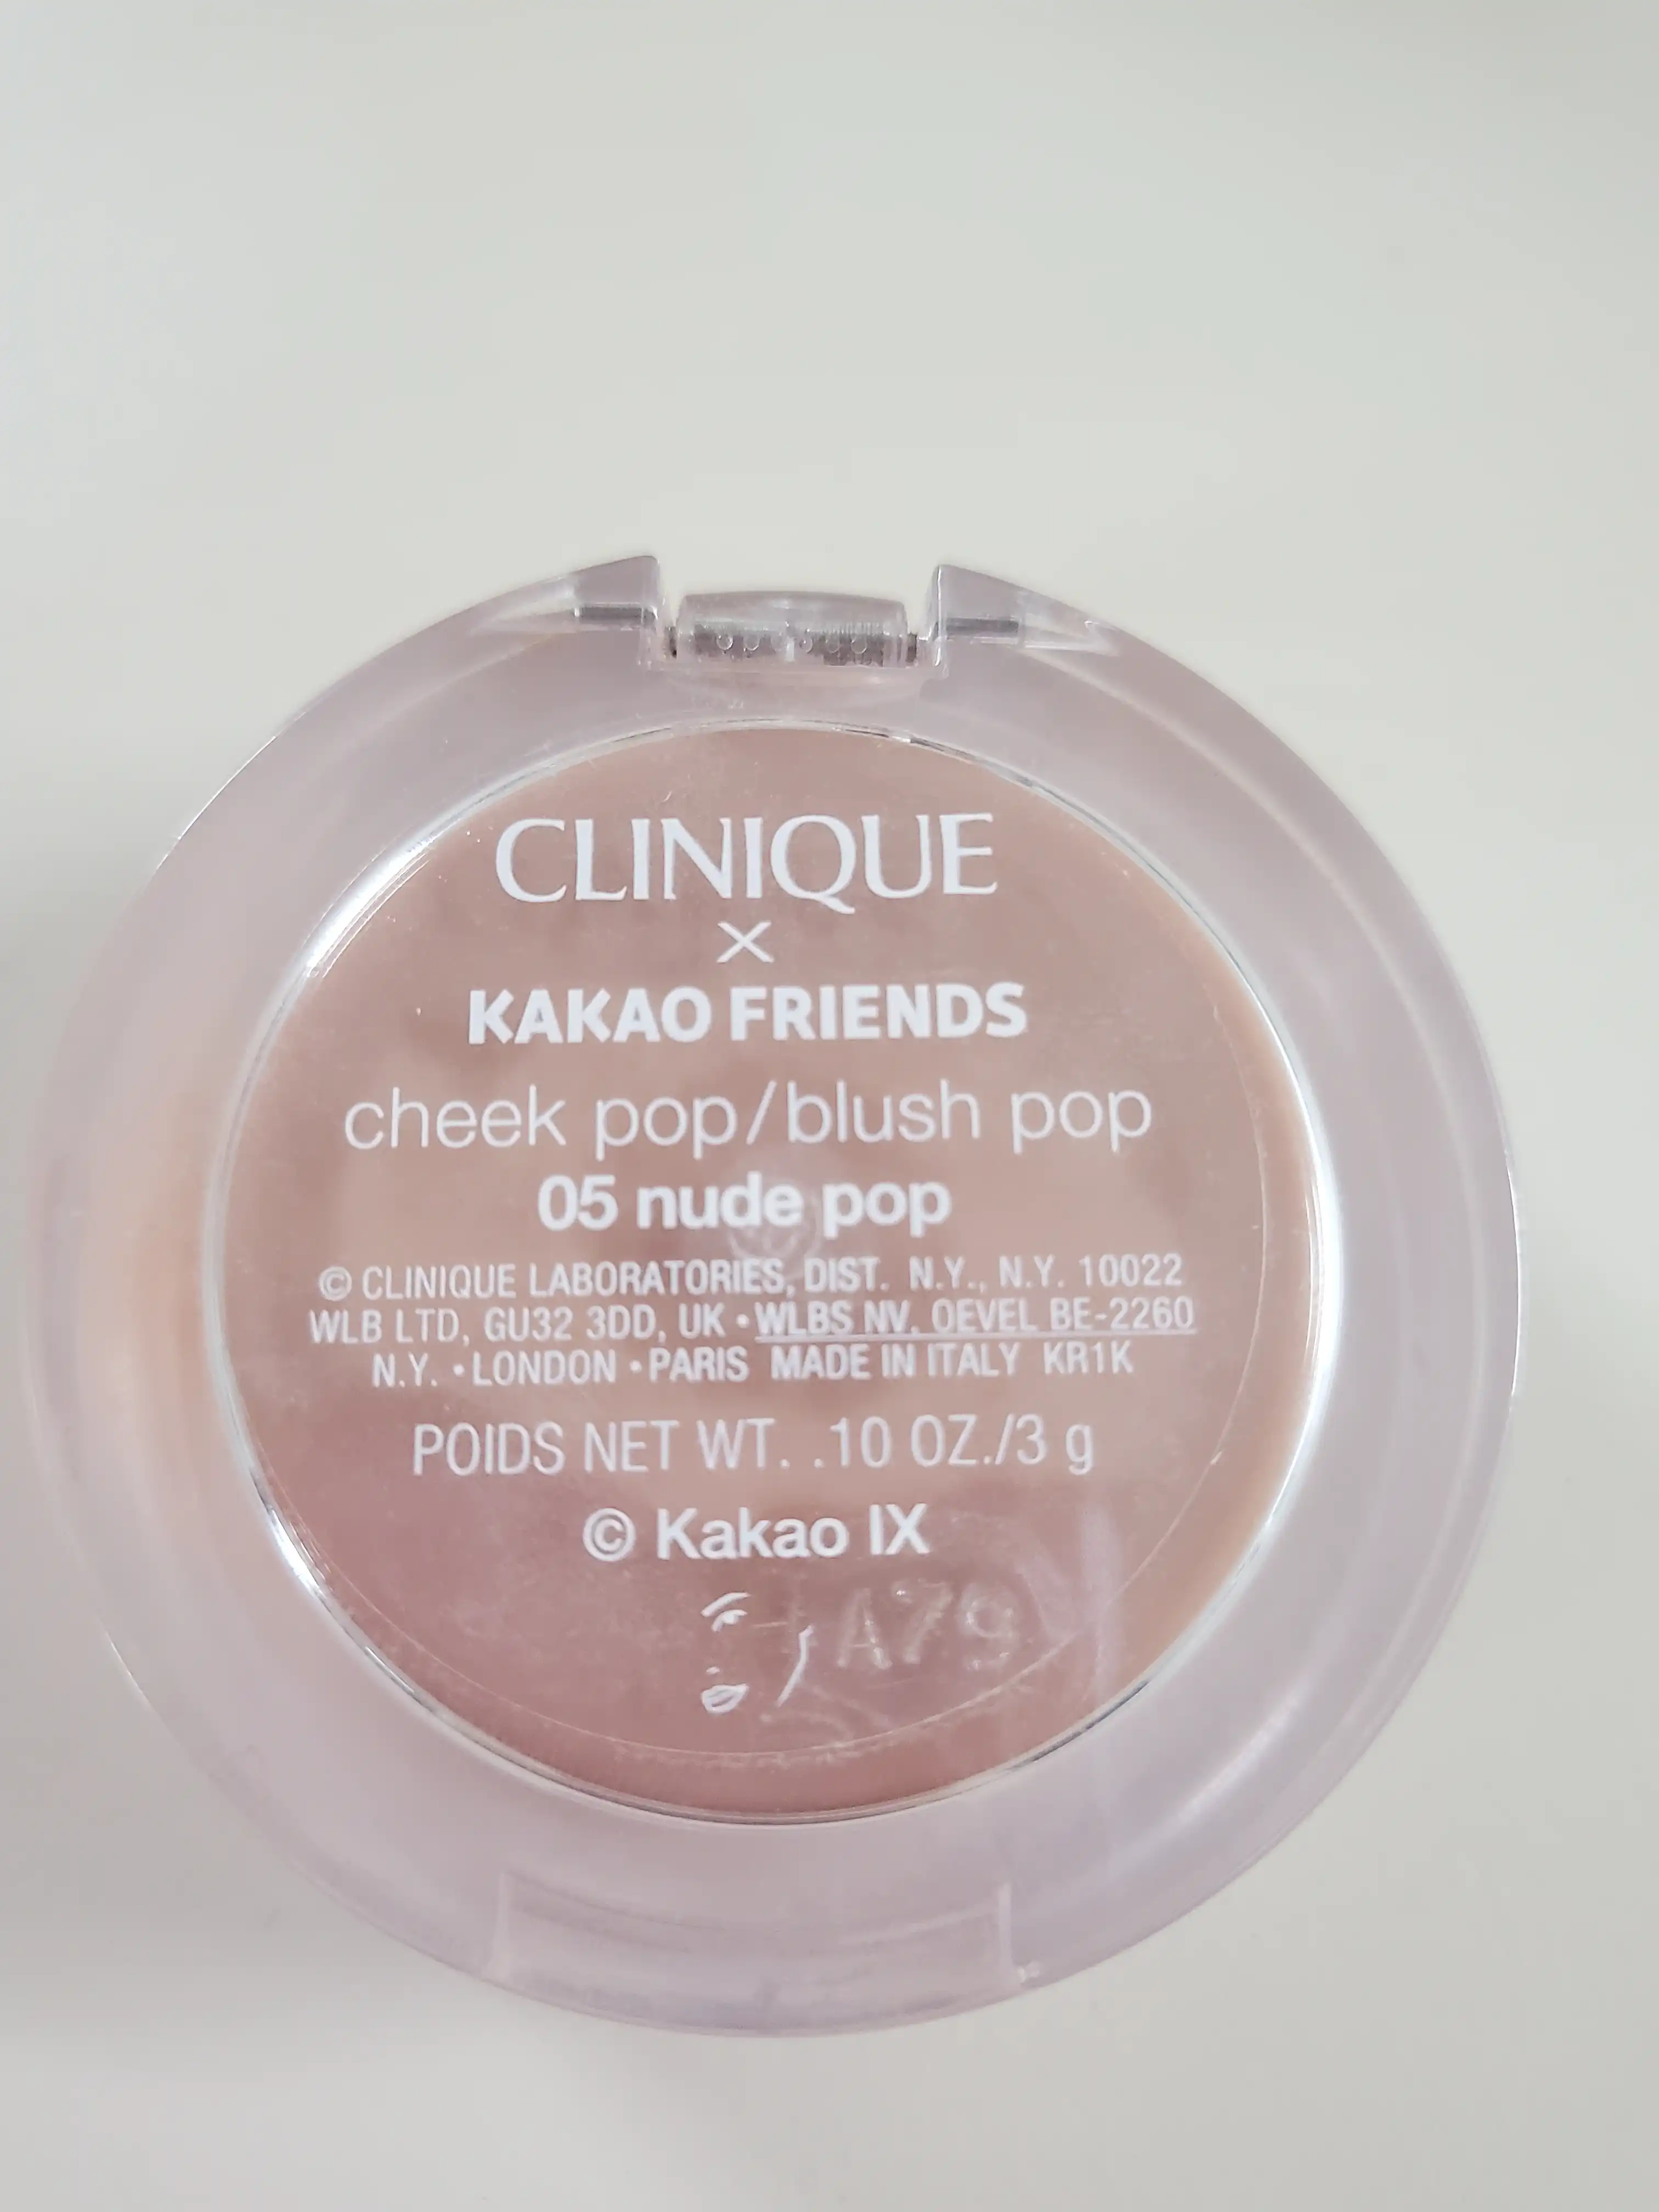 CLINIQUE
×
KAKAO FRIENDS
cheek pop/blush pop
05 nude pop
© CLINIQUE LABORATORIES, DIST. N.Y., N.Y. 10022
WLB LTD, GU32 3DD, UK • WLBS NV, OEVEL BE-2260
N.Y. • LONDON • PARIS MADE IN ITALY KR1K
POIDS NET WT. .10 OZ./3 g
© Kakao IX
A79